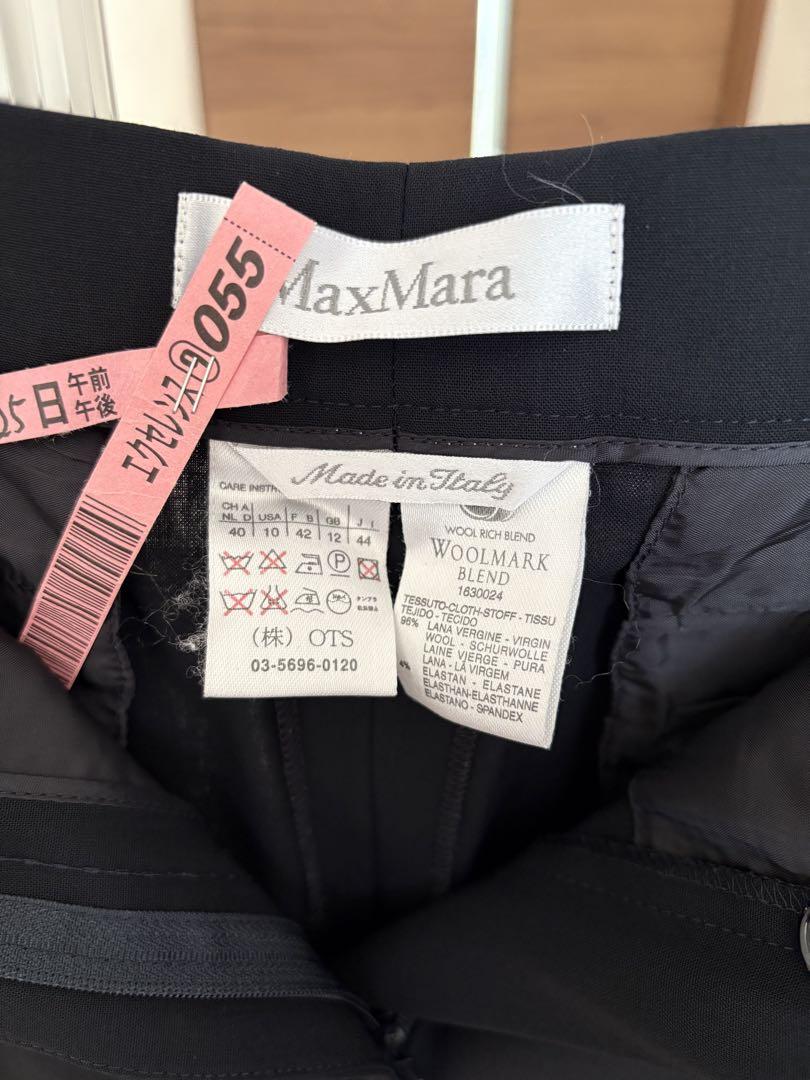 MaxMara
エクセレンス 055
25日 午前
午後
Made in Italy
CARE INSTR
CH A
NL D USA F B GB J I
40 10 42 12 44
P
(株) OTS
03-5696-0120
WOOL RICH BLEND
WOOLMARK
BLEND
1630024
TESSUTO-CLOTH-STOFF - TISSU
TEJIDO - TECIDO
96% LANA VERGINE - VIRGIN
WOOL - SCHURWOLLE
LAINE VIERGE - PURA
LANA - LÃ VIRGEM
4% ELASTAN - ELASTANE
ELASTHAN-ELASTHANNE
ELASTANO - SPANDEX